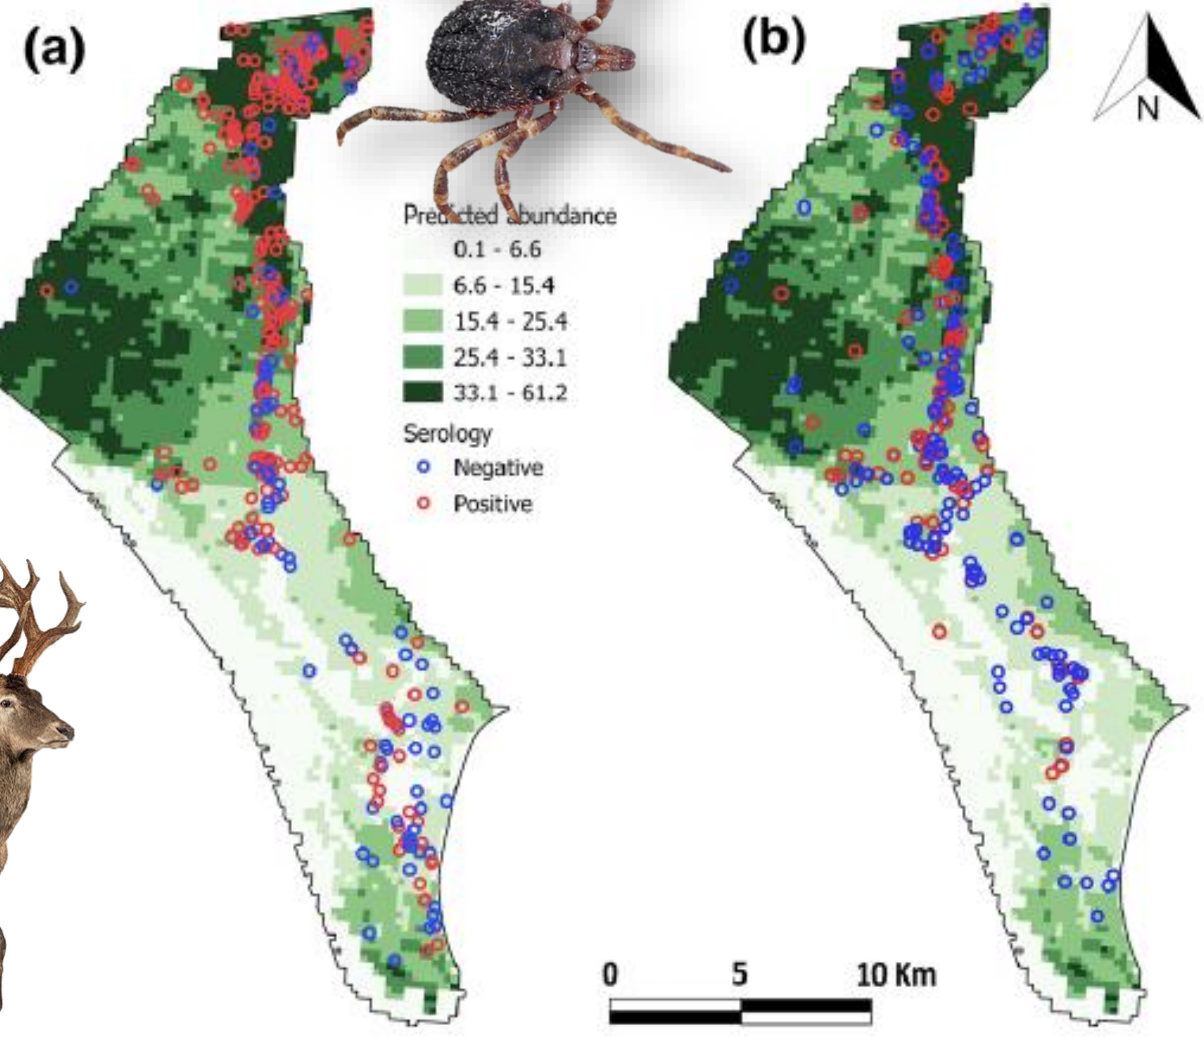 (a)
(b)
N
Predicted abundance
0.1 - 6.6
6.6 - 15.4
15.4 - 25.4
25.4 - 33.1
33.1 - 61.2
Serology
Negative
Positive
0 5 10 Km